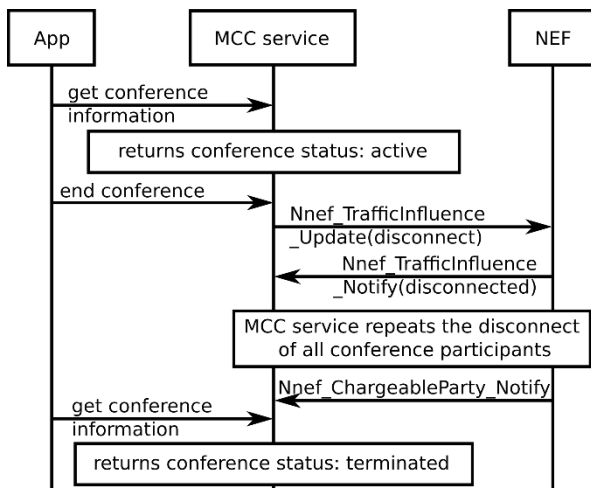 App
MCC service
NEF
get conference
information
returns conference status: active
end conference
Nnef_TrafficInfluence
_Update(disconnect)
Nnef_TrafficInfluence
_Notify(disconnected)
MCC service repeats the disconnect
of all conference participants
Nnef_ChargeableParty_Notify
get conference
information
returns conference status: terminated